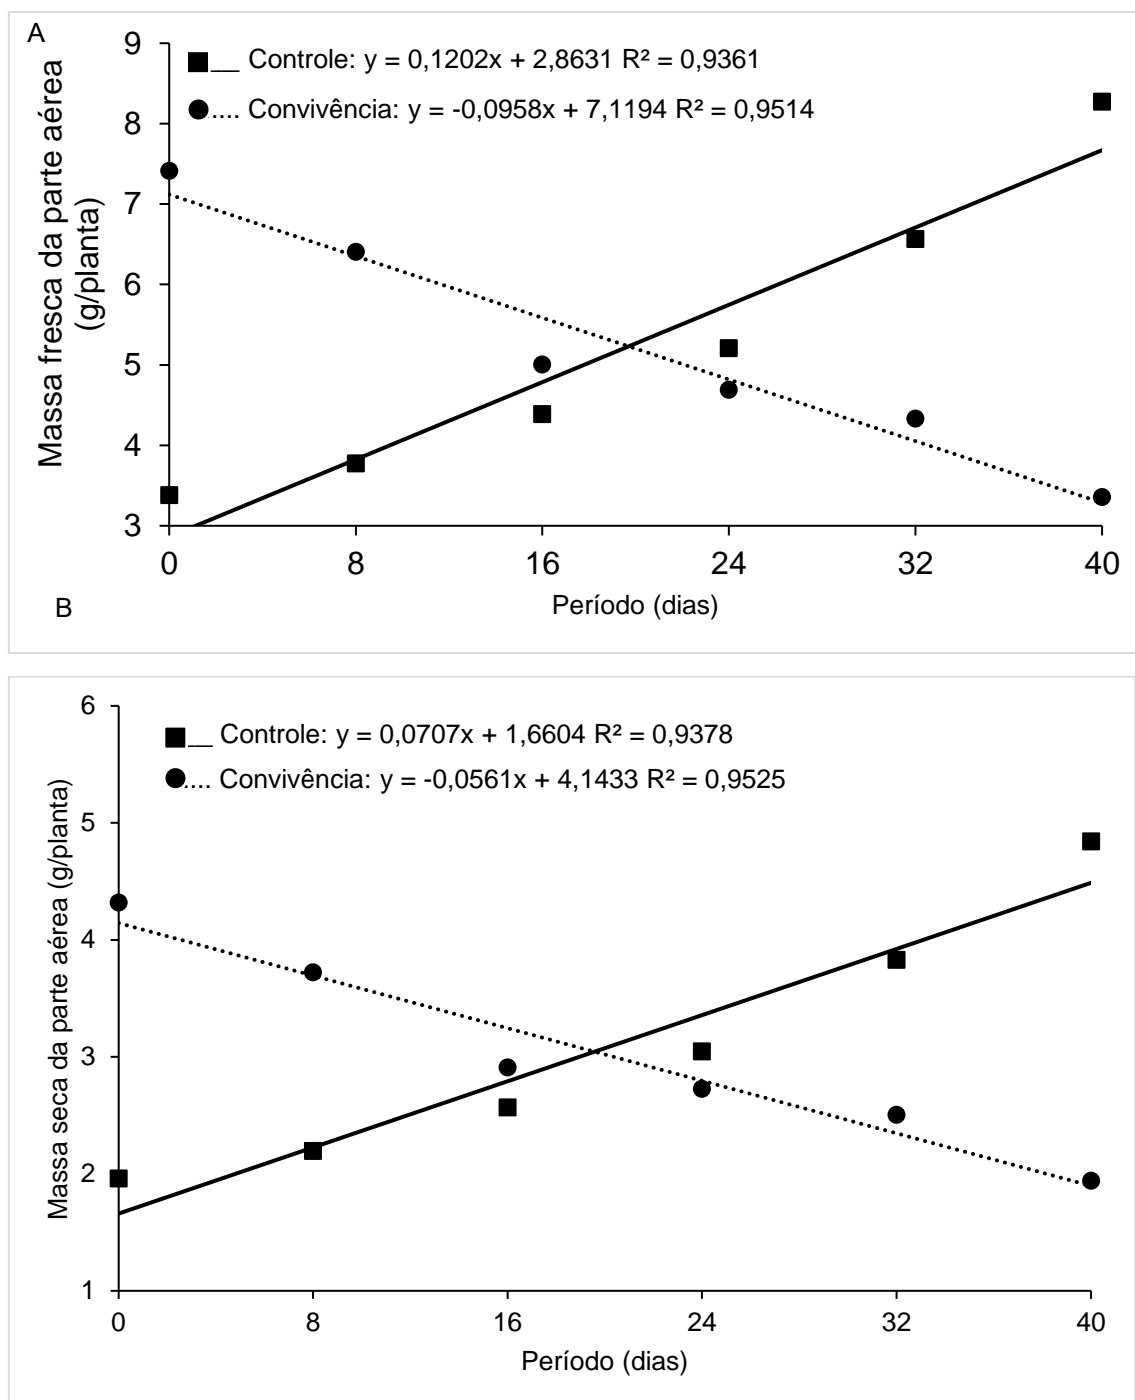 A
Massa fresca da parte aérea
(g/planta)
9
8
7
6
5
4
3
■__ Controle: y = 0,1202x + 2,8631 R² = 0,9361
●.... Convivência: y = -0,0958x + 7,1194 R² = 0,9514
0 8 16 24 32 40
Período (dias)
B
Massa seca da parte aérea (g/planta)
6
5
4
3
2
1
■__ Controle: y = 0,0707x + 1,6604 R² = 0,9378
●.... Convivência: y = -0,0561x + 4,1433 R² = 0,9525
0 8 16 24 32 40
Período (dias)